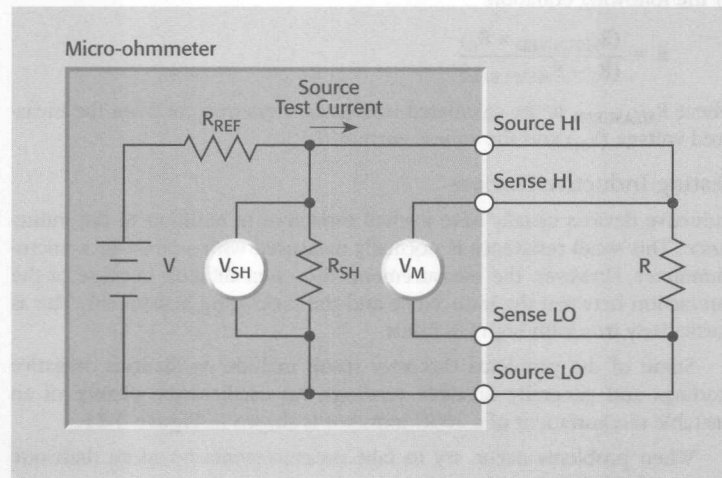 Micro-ohmmeter
Source
Test Current
R_REF
Source HI
Sense HI
V
V_SH
R_SH
V_M
R
Sense LO
Source LO